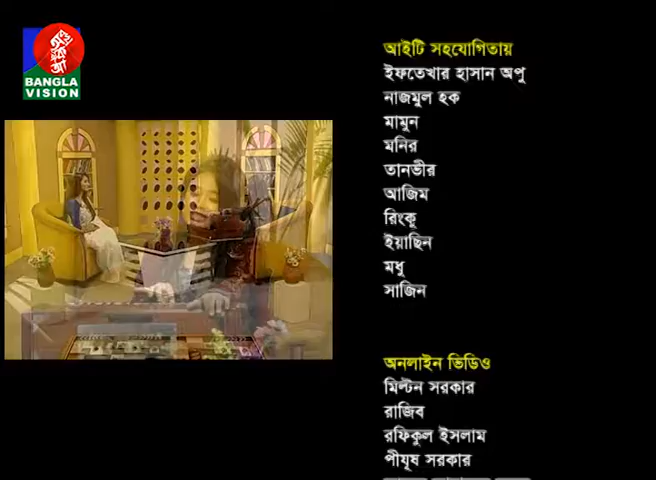 BANGLA
VISION
আইটি সহযোগিতায়
ইফতেখার হাসান অপু
নাজমুল হক
মামুন
মনির
তানভীর
আজিম
রিংকু
ইয়াছিন
মধু
সাজিন
অনলাইন ভিডিও
মিল্টন সরকার
রাজিব
রফিকুল ইসলাম
পীযূষ সরকার